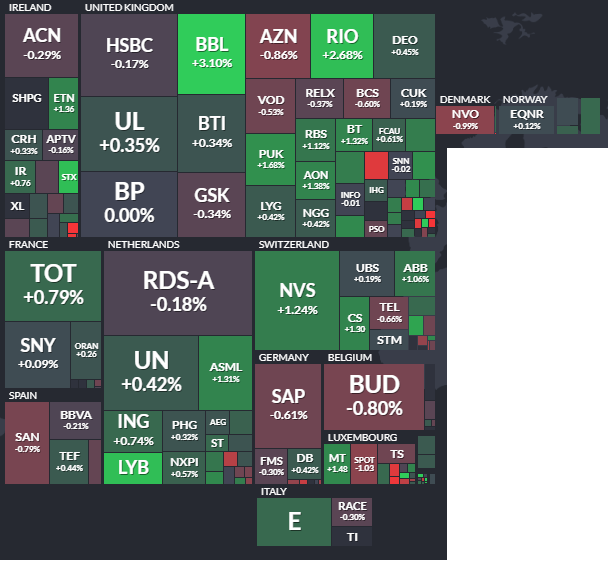 IRELAND
ACN
-0.29%
SHPG
ETN
+1.36
CRH
+0.33%
APTV
-0.16%
IR
+0.76
STX
XL
UNITED KINGDOM
HSBC
-0.17%
BBL
+3.10%
AZN
-0.86%
RIO
+2.68%
DEO
+0.45%
UL
+0.35%
BTI
+0.34%
VOD
-0.53%
RELX
-0.37%
BCS
-0.60%
CUK
+0.19%
RBS
+1.12%
BT
+1.32%
FCAU
+0.61%
PUK
+1.68%
AON
+1.38%
SNN
-0.02
BP
0.00%
GSK
-0.34%
LYG
+0.42%
NGG
+0.42%
INFO
-0.01
IHG
PSO
DENMARK
NVO
-0.99%
NORWAY
EQNR
+0.12%
FRANCE
TOT
+0.79%
SNY
+0.09%
ORAN
+0.26
NETHERLANDS
RDS-A
-0.18%
UN
+0.42%
ASML
+1.31%
ING
+0.74%
PHG
+0.32%
AEG
ST
LYB
NXPI
+0.57%
SWITZERLAND
NVS
+1.24%
UBS
+0.19%
ABB
+1.06%
CS
+1.30
TEL
-0.66%
STM
SPAIN
SAN
-0.79%
BBVA
-0.21%
TEF
+0.44%
GERMANY
SAP
-0.61%
FMS
-0.30%
DB
+0.42%
BELGIUM
BUD
-0.80%
LUXEMBOURG
MT
+1.48
SPOT
-1.03
TS
ITALY
E
RACE
-0.30%
TI